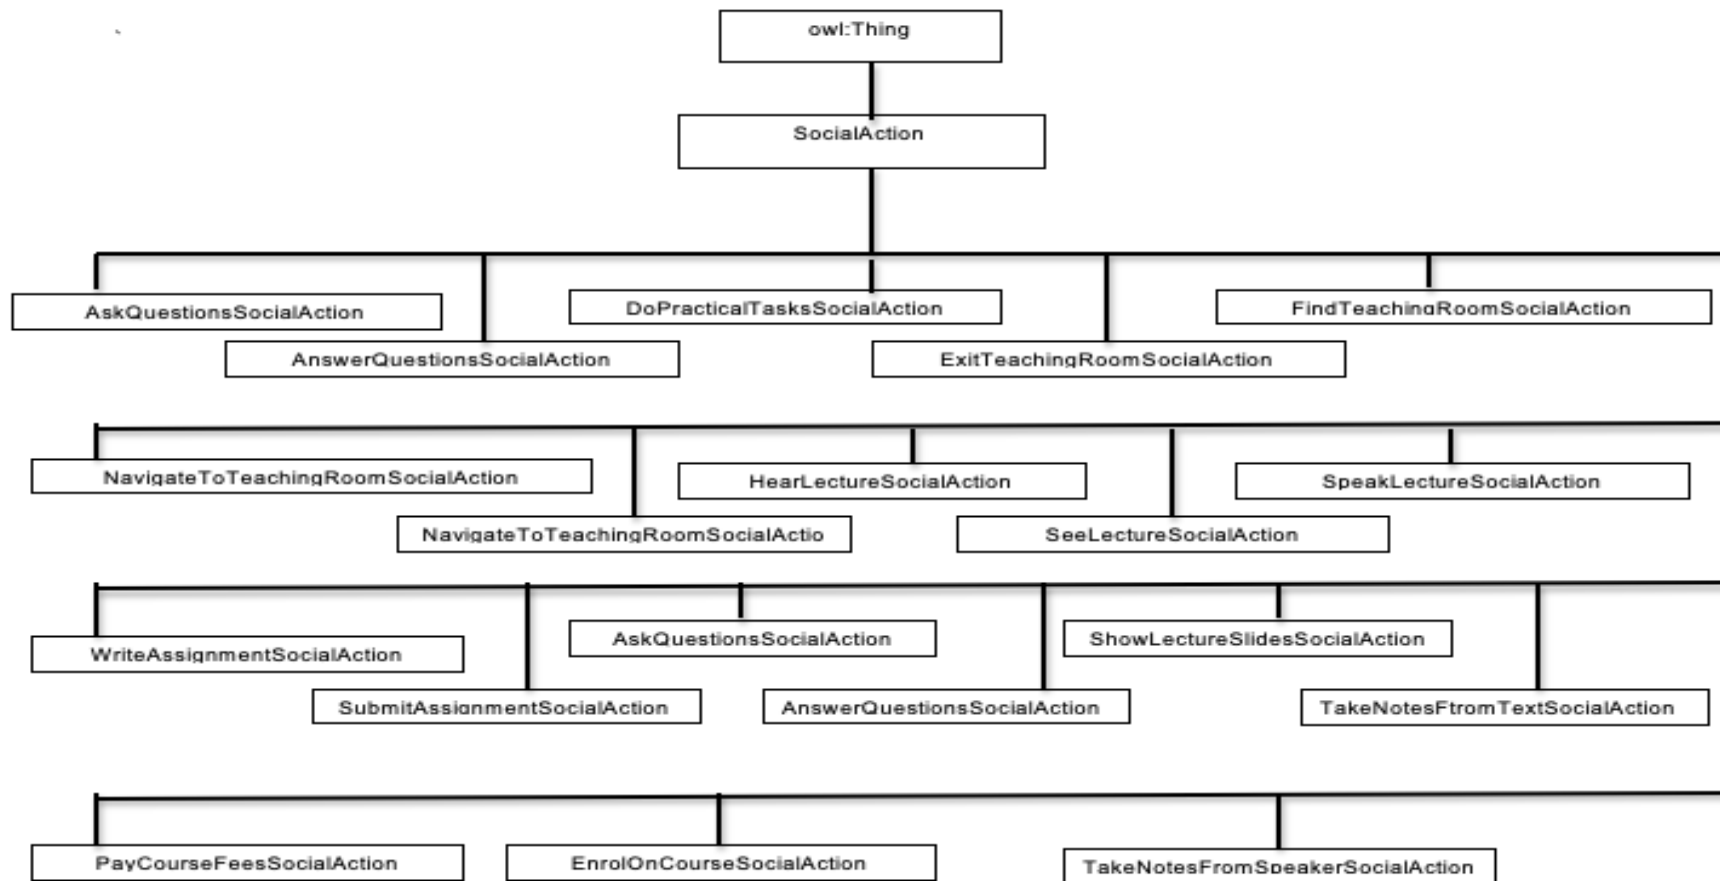 owl:Thing
SocialAction
AskQuestionsSocialAction
DoPracticalTasksSocialAction
FindTeachingRoomSocialAction
AnswerQuestionsSocialAction
ExitTeachingRoomSocialAction
NavigateToTeachingRoomSocialAction
HearLectureSocialAction
SpeakLectureSocialAction
NavigateToTeachingRoomSocialActio
SeeLectureSocialAction
WriteAssignmentSocialAction
AskQuestionsSocialAction
ShowLectureSlidesSocialAction
SubmitAssignmentSocialAction
AnswerQuestionsSocialAction
TakeNotesFtromTextSocialAction
PayCourseFeesSocialAction
EnrolOnCourseSocialAction
TakeNotesFromSpeakerSocialAction